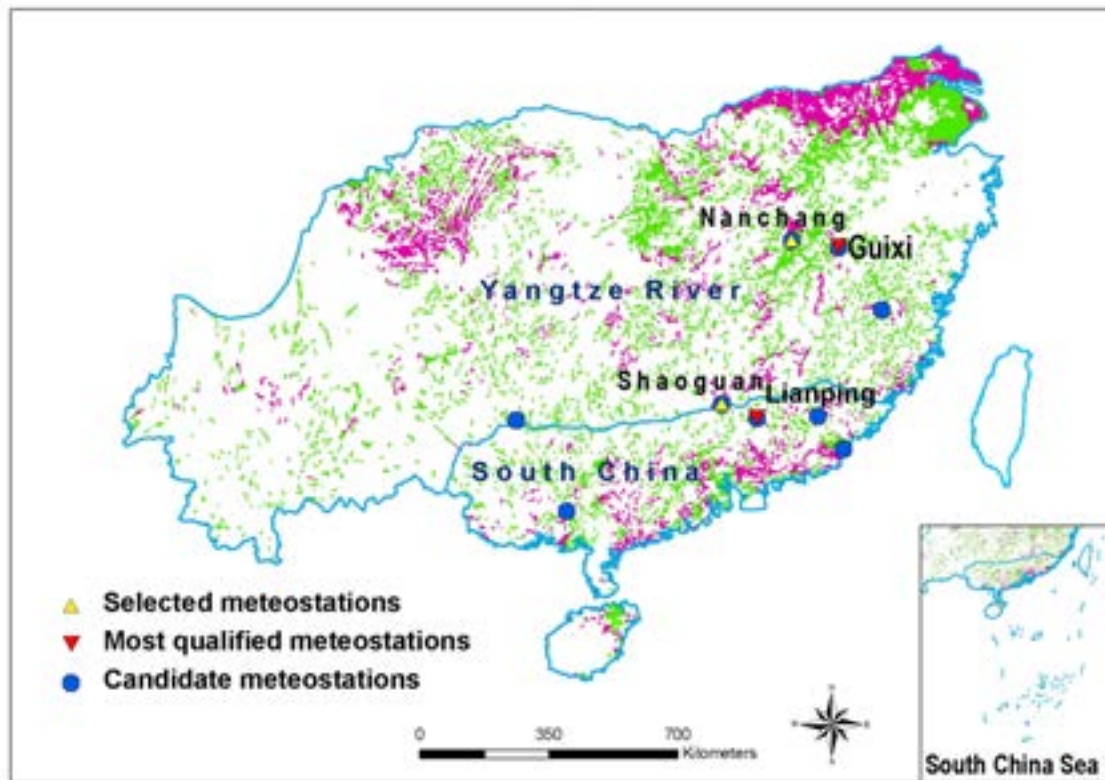 Nanchang
Guixi
Yangtze River
Shaoguan
Lianping
South China
Selected meteostations
Most qualified meteostations
Candidate meteostations
0 350 700
Kilometers
South China Sea